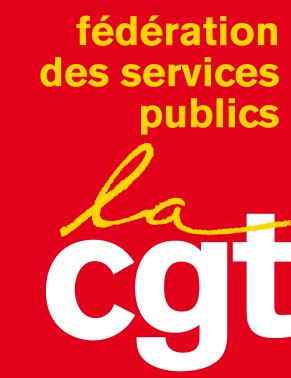 fédération
des services
publics
la
cgt